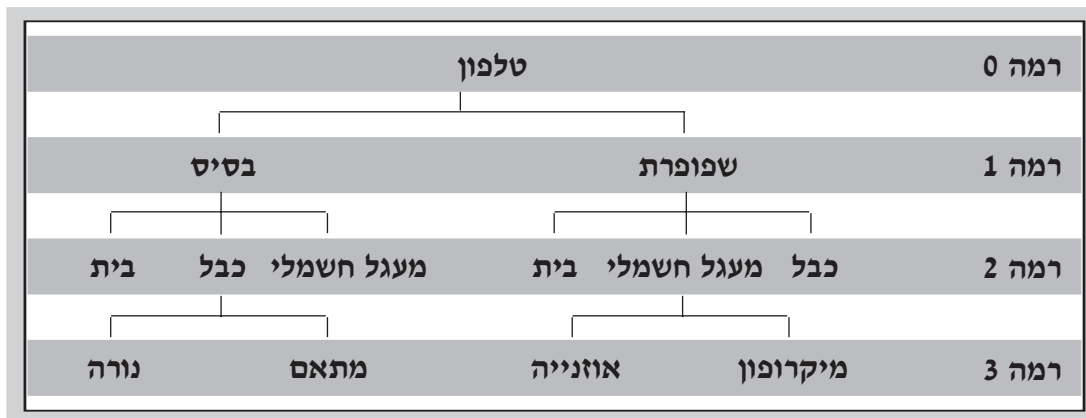 רמה 0 טלפון
רמה 1 שפופרת בסיס
רמה 2 כבל מעגל חשמלי בית מעגל חשמלי כבל בית
רמה 3 מיקרופון אוזנייה מתאם נורה